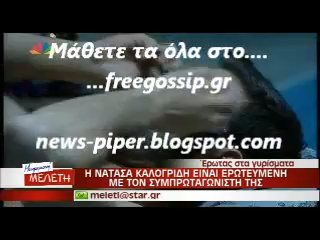 Μάθετε τα όλα στο....
...freegossip.gr
news-piper.blogspot.com
Έρωτας στα γυρίσματα
Μεσημεριανή
ΜΕΛΕΤΗ
Η ΝΑΤΑΣΑ ΚΑΛΟΓΡΙΔΗ ΕΙΝΑΙ ΕΡΩΤΕΥΜΕΝΗ
ΜΕ ΤΟΝ ΣΥΜΠΡΩΤΑΓΩΝΙΣΤΗ ΤΗΣ
meleti@star.gr